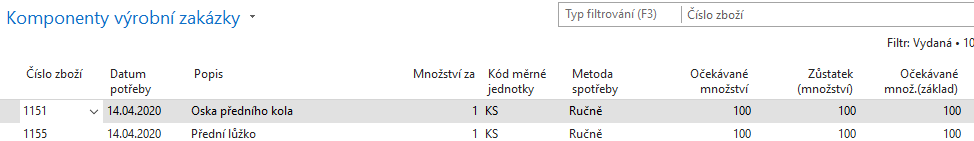 Komponenty výrobní zakázky
Typ filtrování (F3) Číslo zboží
Filtr: Vydaná • 10
Číslo zboží Datum potřeby Popis Množství za Kód měrné jednotky Metoda spotřeby Očekávané množství Zůstatek (množství) Očekávané množ.(základ)
1151 14.04.2020 Oska předního kola 1 KS Ručně 100 100 100
1155 14.04.2020 Přední lůžko 1 KS Ručně 100 100 100